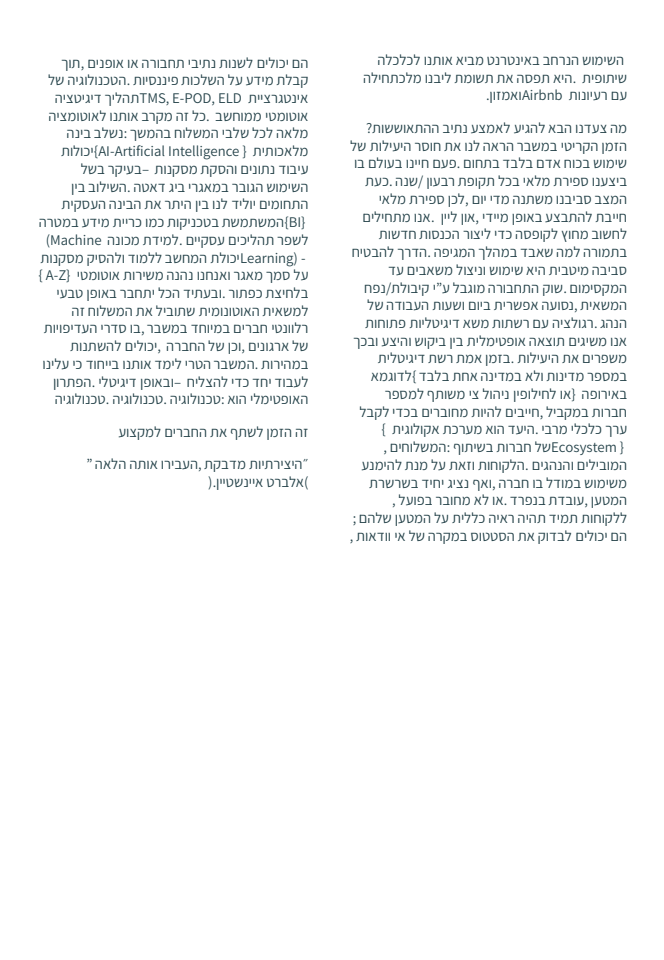 השימוש הנרחב באינטרנט מביא אותנו לכלכלה
שיתופית .היא תפסה את תשומת ליבנו מלכתחילה
עם רעיונות Airbnbואמזון.
מה צעדנו הבא להגיע לאמצע נתיב ההתאוששות?
הזמן הקריטי במשבר הראה לנו את חוסר היעילות של
שימוש בכוח אדם בלבד בתחום .פעם חיינו בעולם בו
ביצענו ספירת מלאי בכל תקופת רבעון /שנה .כעת
המצב סביבנו משתנה מדי יום ,לכן ספירת מלאי
חייבת להתבצע באופן מיידי ,און ליין .אנו מתחילים
לחשוב מחוץ לקופסה כדי ליצור הכנסות חדשות
בתמורה למה שאבד במהלך המגיפה .הדרך להבטיח
סביבה מיטבית היא שימוש וניצול משאבים עד
המקסימום .שוק התחבורה מוגבל ע״י קיבולת/נפח
המשאית ,נסועה אפשרית ביום ושעות העבודה של
הנהג .רגולציה עם רשתות משא דיגיטליות פתוחות
אנו משיגים תוצאה אופטימלית בין ביקוש והיצע ובכך
משפרים את היעילות .בזמן אמת רשת דיגיטלית
במספר מדינות ולא במדינה אחת בלבד }לדוגמא
באירופה {או לחילופין ניהול צי משותף למספר
חברות במקביל ,חייבים להיות מחוברים בכדי לקבל
ערך כלכלי מרבי .היעד הוא מערכת אקולוגית }
{ Ecosystemשל חברות בשיתוף :המשלוחים ,
המובילים והנהגים .הלקוחות וזאת על מנת להימנע
משימוש במודל בו חברה ,ואף נציג יחיד בשרשרת
המטען ,עובדת בנפרד .או לא מחובר בפועל ,
ללקוחות תמיד תהיה ראיה כללית על המטען שלהם ;
הם יכולים לבדוק את הסטטוס במקרה של אי וודאות ,
הם יכולים לשנות נתיבי תחבורה או אופנים ,תוך
קבלת מידע על השלכות פיננסיות .הטכנולוגיה של
אינטגרציית TMS, E-POD, ELDתהליך דיגיטציה
אוטומטי ממוחשב .כל זה מקרב אותנו לאוטומציה
מלאה לכל שלבי המשלוח בהמשך :נשלב בינה
מלאכותית { AI-Artificial Intelligence}יכולות
עיבוד נתונים והסקת מסקנות –בעיקר בשל
השימוש הגובר במאגרי ביג דאטה .השילוב בין
התחומים יוליד לנו בין היתר את הבינה העסקית
{BI}המשתמשת בטכניקות כמו כריית מידע במטרה
לשפר תהליכים עסקיים .למידת מכונה Machine)
- (Learningיכולת המחשב ללמוד ולהסיק מסקנות
על סמך מאגר ואנחנו נהנה משירות אוטומטי {A-Z }
בלחיצת כפתור .ובעתיד הכל יתחבר באופן טבעי
למשאית האוטונומית שתוביל את המשלוח זה
רלוונטי חברים במיוחד במשבר ,בו סדרי העדיפויות
של ארגונים ,וכן של החברה ,יכולים להשתנות
במהירות .המשבר הטרי לימד אותנו בייחוד כי עלינו
לעבוד יחד כדי להצליח –ובאופן דיגיטלי .הפתרון
האופטימלי הוא :טכנולוגיה .טכנולוגיה .טכנולוגיה
זה הזמן לשתף את החברים למקצוע
״היצירתיות מדבקת ,העבירו אותה הלאה ”
)אלברט איינשטיין.(